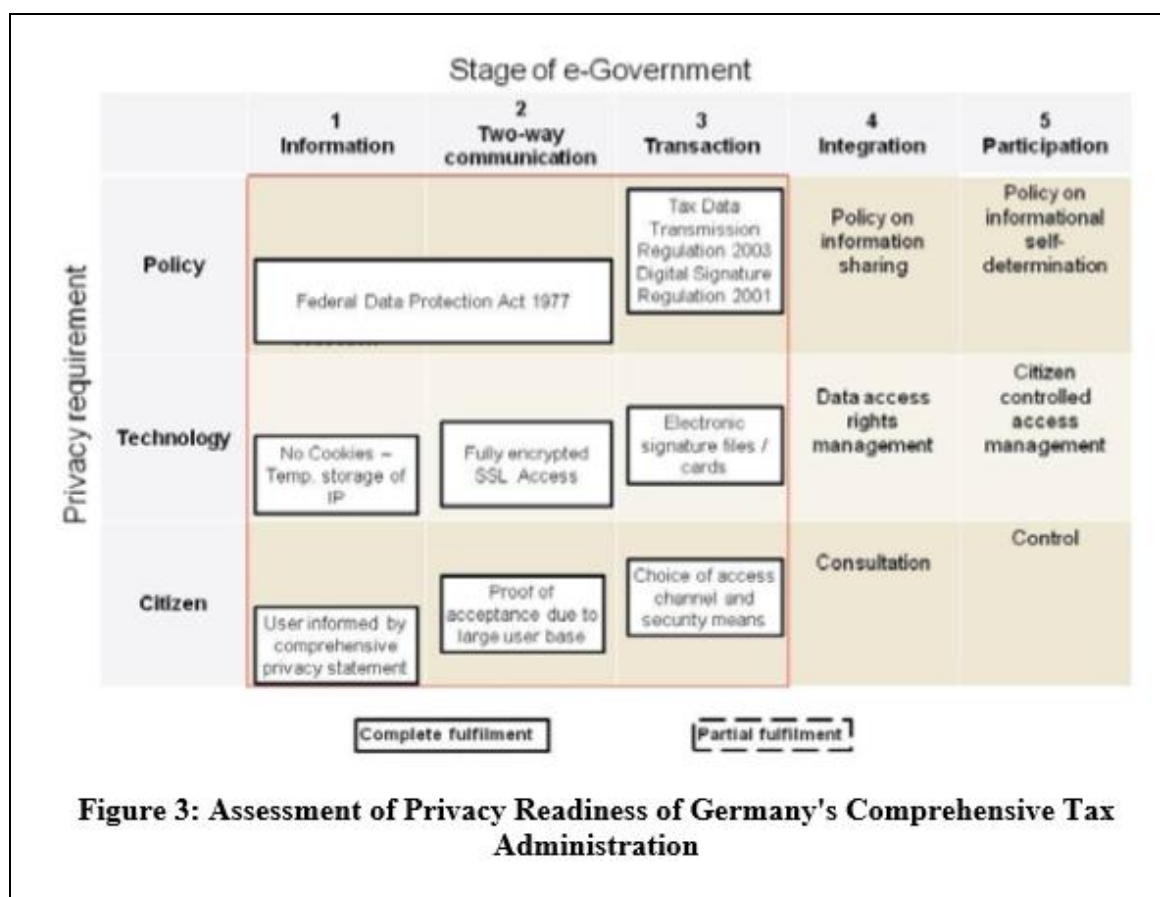 Stage of e-Government
1
Information
2
Two-way
communication
3
Transaction
4
Integration
5
Participation
Privacy requirement
Policy
Federal Data Protection Act 1977
Tax Data
Transmission
Regulation 2003
Digital Signature
Regulation 2001
Policy on
information
sharing
Policy on
informational
self-
determination
Technology
No Cookies –
Temp. storage of
IP
Fully encrypted
SSL Access
Electronic
signature files /
cards
Data access
rights
management
Citizen
controlled
access
management
Citizen
User informed by
comprehensive
privacy statement
Proof of
acceptance due to
large user base
Choice of access
channel and
security means
Consultation
Control
Complete fulfilment
Partial fulfilment
Figure 3: Assessment of Privacy Readiness of Germany's Comprehensive Tax
Administration